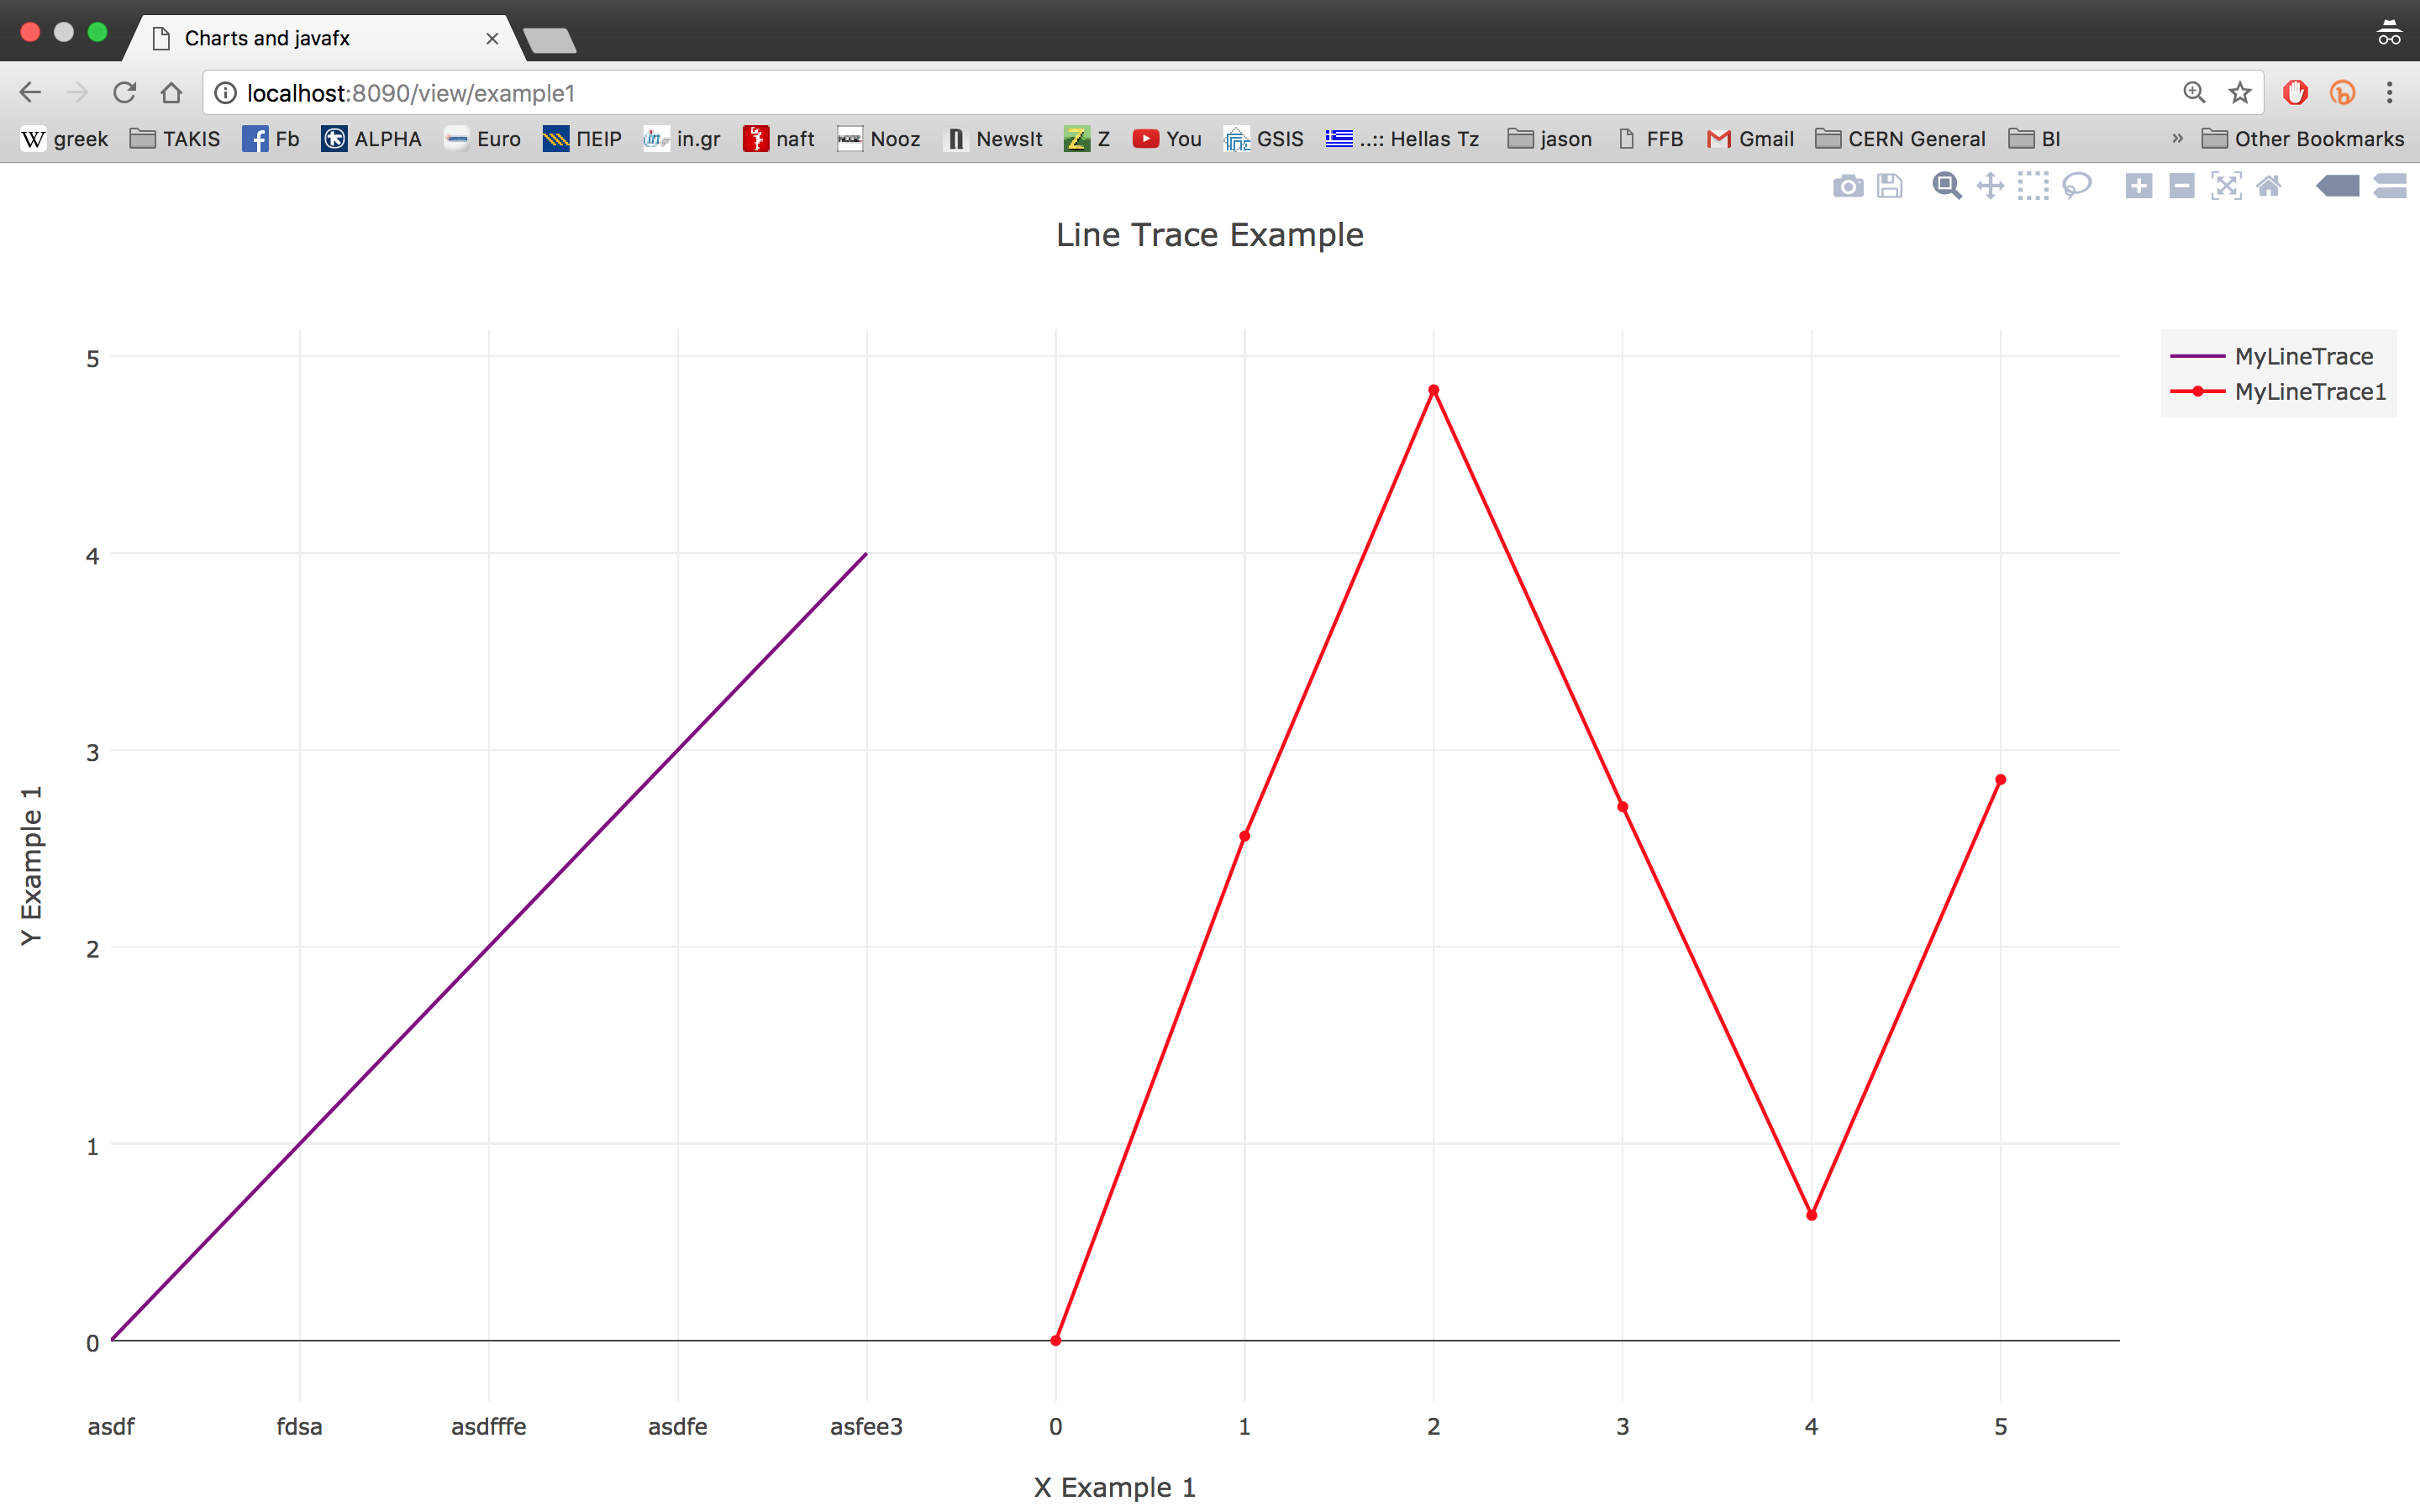 Charts and javafx
localhost:8090/view/example1
W greek TAKIS Fb ALPHA Euro ΠΕΙΡ in.gr naft Nooz n NewsIt Z Z You GSIS ..:: Hellas Tz jason FFB Gmail CERN General BI » Other Bookmarks
Line Trace Example
MyLineTrace
MyLineTrace1
5
4
3
2
1
0
Y Example 1
asdf fdsa asdfffe asdfe asfee3 0 1 2 3 4 5
X Example 1